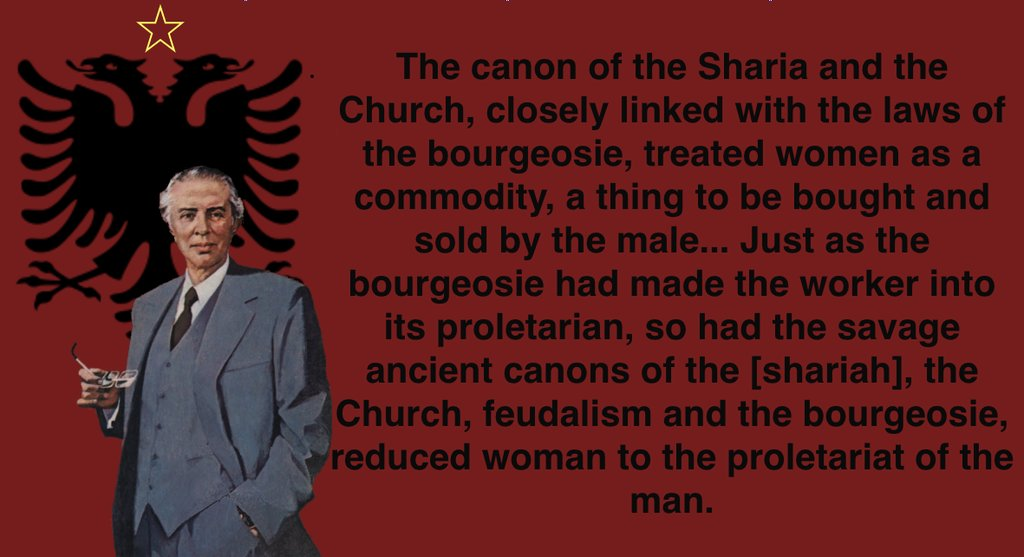 The canon of the Sharia and the
Church, closely linked with the laws of
the bourgeosie, treated women as a
commodity, a thing to be bought and
sold by the male... Just as the
bourgeosie had made the worker into
its proletarian, so had the savage
ancient canons of the [shariah], the
Church, feudalism and the bourgeosie,
reduced woman to the proletariat of the
man.